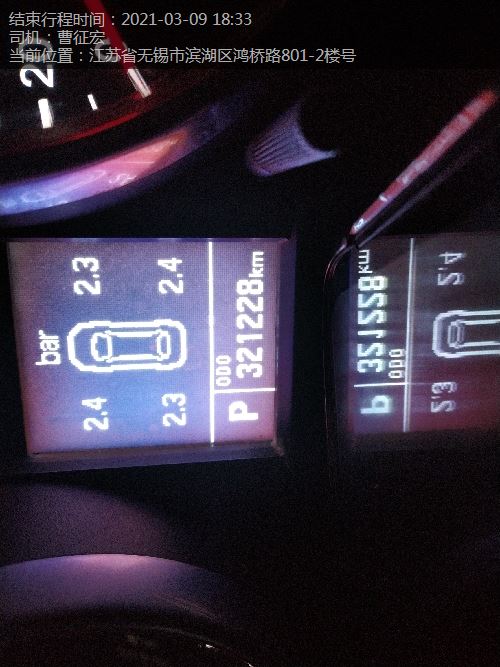 结束行程时间：2021-03-09 18:33
司机：曹征宏
当前位置：江苏省无锡市滨湖区鸿桥路801-2楼号
bar
2.4 2.3
2.3 2.4
ODO
P 321228km